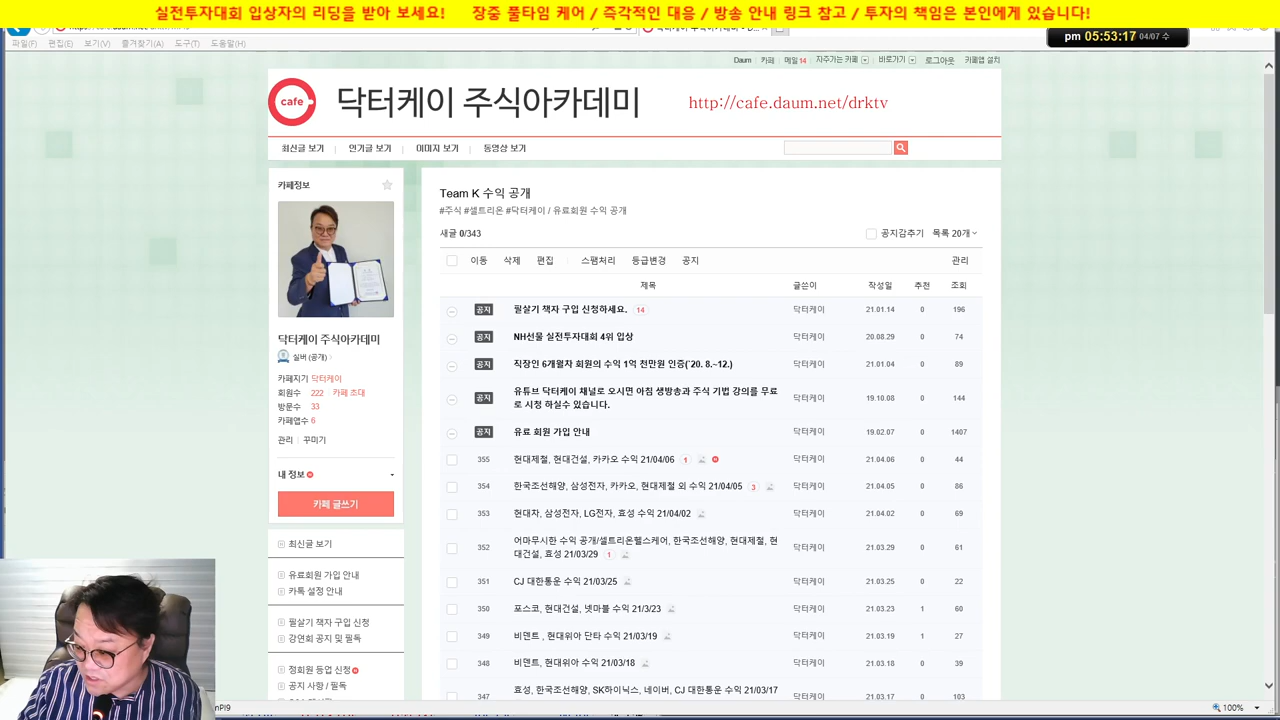 실전투자대회 입상자의 리딩을 받아 보세요! 장중 풀타임 케어 / 즉각적인 대응 / 방송 안내 링크 참고 / 투자의 책임은 본인에게 있습니다!
파일(F) 편집(E) 보기(V) 즐겨찾기(A) 도구(T) 도움말(H)
pm 05:53:17 04/07 수
Daum 카페 메일 14 자주가는 카페 바로가기 로그아웃 카페앱 설치
cafe 닥터케이 주식아카데미 http://cafe.daum.net/drktv
최신글 보기 인기글 보기 이미지 보기 동영상 보기
카페정보
닥터케이 주식아카데미
실버 (공개)
카페지기 닥터케이
회원수 222 카페 초대
방문수 33
카페앱수 6
관리 꾸미기
내 정보
카페 글쓰기
최신글 보기
유료회원 가입 안내
카톡 설정 안내
필살기 책자 구입 신청
강연회 공지 및 필독
정회원 등업 신청
공지 사항 / 필독
Team K 수익 공개
#주식 #셀트리온 #닥터케이 / 유료회원 수익 공개
새글 0/343 공지감추기 목록 20개
이동 삭제 편집 스팸처리 등급변경 공지 관리
제목 글쓴이 작성일 추천 조회
공지 필살기 책자 구입 신청하세요. 14 닥터케이 21.01.14 0 196
공지 NH선물 실전투자대회 4위 입상 닥터케이 20.08.29 0 74
공지 직장인 6개월차 회원의 수익 1억 천만원 인증(`20. 8.~12.) 닥터케이 21.01.04 0 89
공지 유튜브 닥터케이 채널로 오시면 아침 생방송과 주식 기법 강의를 무료
로 시청 하실수 있습니다. 닥터케이 19.10.08 0 144
공지 유료 회원 가입 안내 닥터케이 19.02.07 0 1407
355 현대제철, 현대건설, 카카오 수익 21/04/06 1 닥터케이 21.04.06 0 44
354 한국조선해양, 삼성전자, 카카오, 현대제철 외 수익 21/04/05 3 닥터케이 21.04.05 0 86
353 현대차, 삼성전자, LG전자, 효성 수익 21/04/02 닥터케이 21.04.02 0 69
352 어마무시한 수익 공개/셀트리온헬스케어, 한국조선해양, 현대제철, 현
대건설, 효성 21/03/29 1 닥터케이 21.03.29 0 61
351 CJ 대한통운 수익 21/03/25 닥터케이 21.03.25 0 22
350 포스코, 현대건설, 넷마블 수익 21/3/23 닥터케이 21.03.23 1 60
349 비덴트 , 현대위아 단타 수익 21/03/19 닥터케이 21.03.19 1 27
348 비덴트, 현대위아 수익 21/03/18 닥터케이 21.03.18 0 39
347 효성, 한국조선해양, SK하이닉스, 네이버, CJ 대한통운 수익 21/03/17 닥터케이 21.03.17 0 103
100%